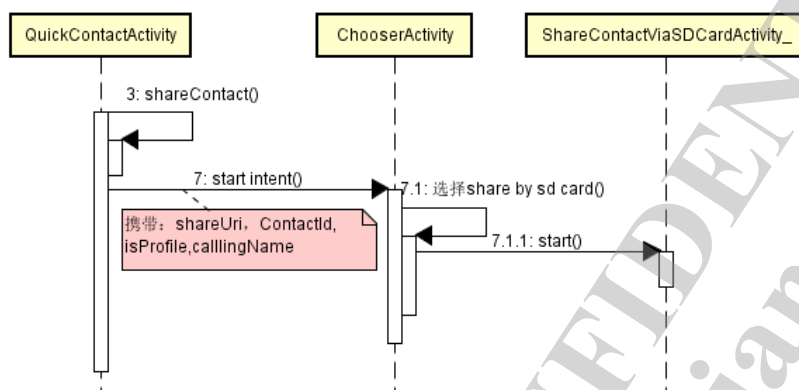 QuickContactActivity
ChooserActivity
ShareContactViaSDCardActivity_
3: shareContact()
7: start intent()
7.1: 选择share by sd card()
携带：shareUri，ContactId,
isProfile,calllingName
7.1.1: start()